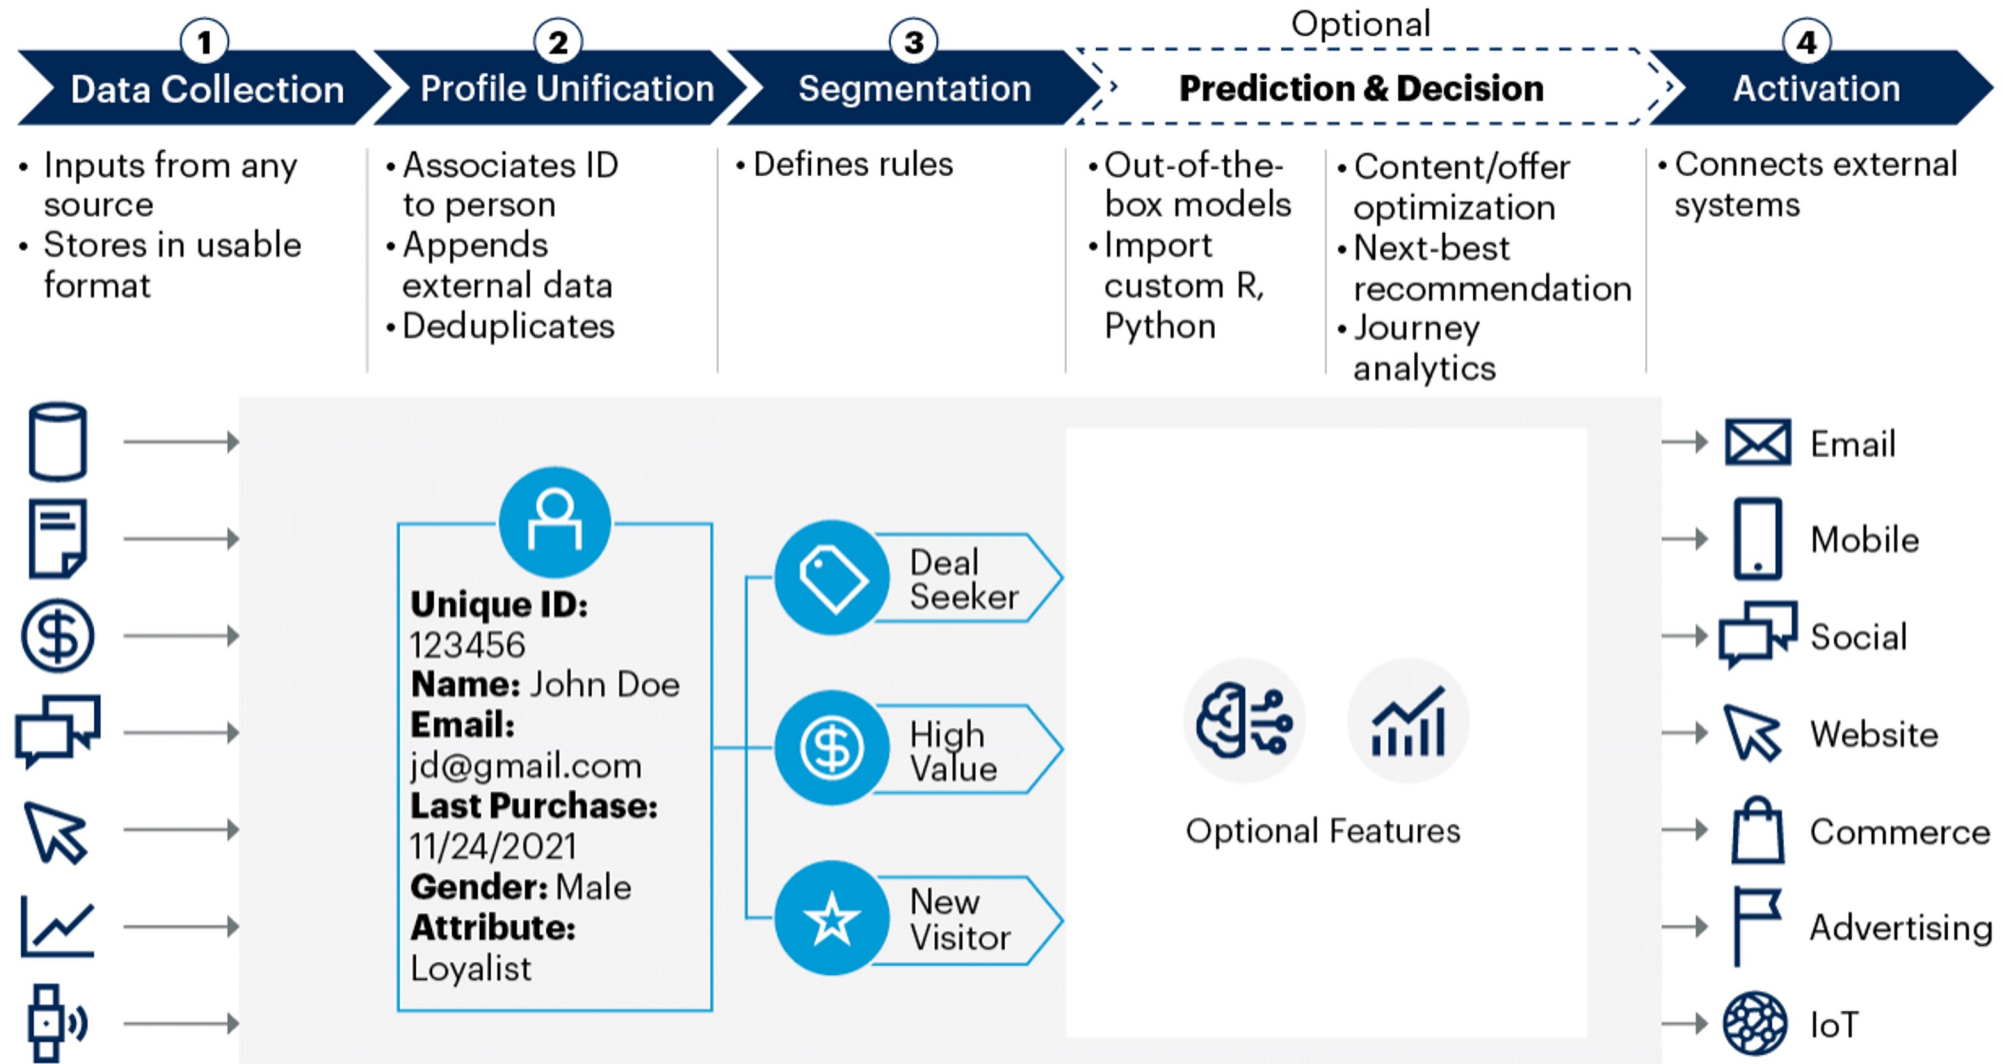 Optional
1
2
3
4
Data Collection
Profile Unification
Segmentation
Prediction & Decision
Activation
• Inputs from any
source
• Stores in usable
format
• Associates ID
to person
• Appends
external data
• Deduplicates
• Defines rules
• Out-of-the-
box models
• Import
custom R,
Python
• Content/offer
optimization
• Next-best
recommendation
• Journey
analytics
• Connects external
systems
Unique ID:
123456
Name: John Doe
Email:
jd@gmail.com
Last Purchase:
11/24/2021
Gender: Male
Attribute:
Loyalist
Deal
Seeker
High
Value
New
Visitor
Optional Features
Email
Mobile
Social
Website
Commerce
Advertising
IoT